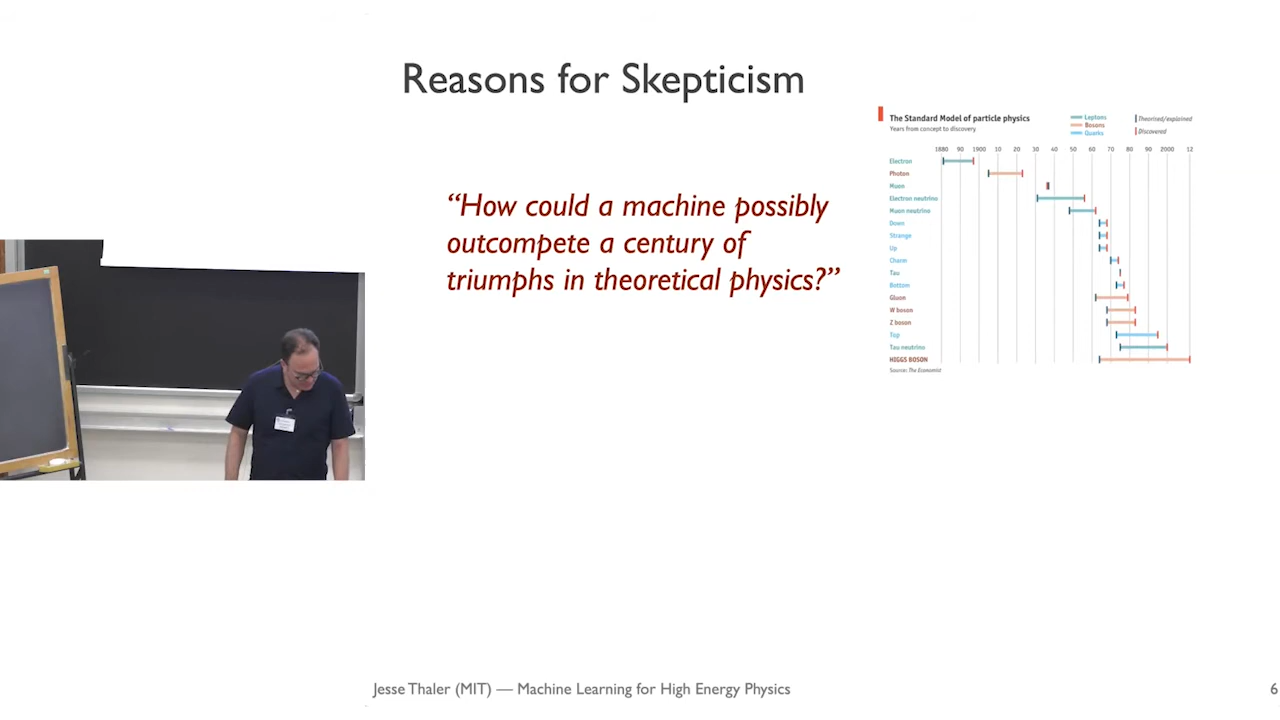 Reasons for Skepticism
“How could a machine possibly
outcompete a century of
triumphs in theoretical physics?”
The Standard Model of particle physics
Years from concept to discovery
Leptons
Bosons
Quarks
Theorised/explained
Discovered
1880 90 1900 10 20 30 40 50 60 70 80 90 2000 12
Electron
Photon
Muon
Electron neutrino
Muon neutrino
Down
Strange
Up
Charm
Tau
Bottom
Gluon
W boson
Z boson
Top
Tau neutrino
HIGGS BOSON
Source: The Economist
Jesse Thaler (MIT) — Machine Learning for High Energy Physics
6